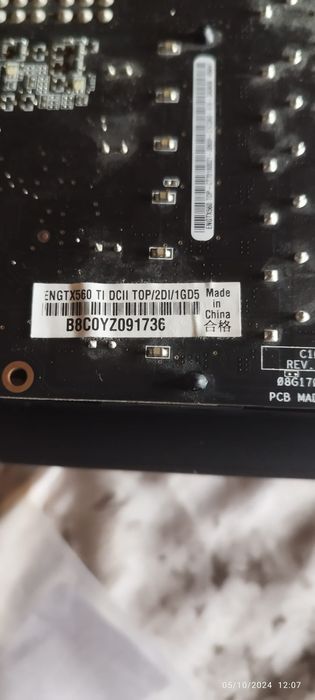 ENGTX560 TI DCII TOP/2DI/1GD5
Made
in
China
合格
B8C0YZ091736
REV.
PCB MAD
05/10/2024 12:07